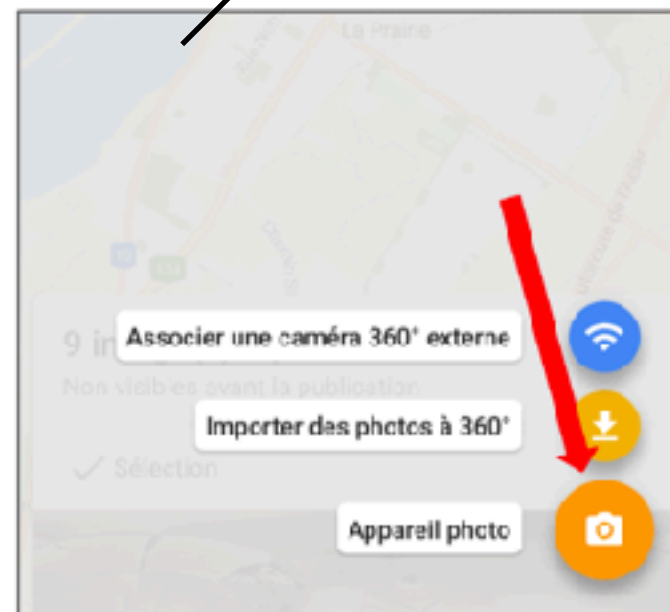 La Prairie
9 in
Associer une caméra 360° externe
Non visibles avant la publication
Importer des photos à 360°
Sélection
Appareil photo